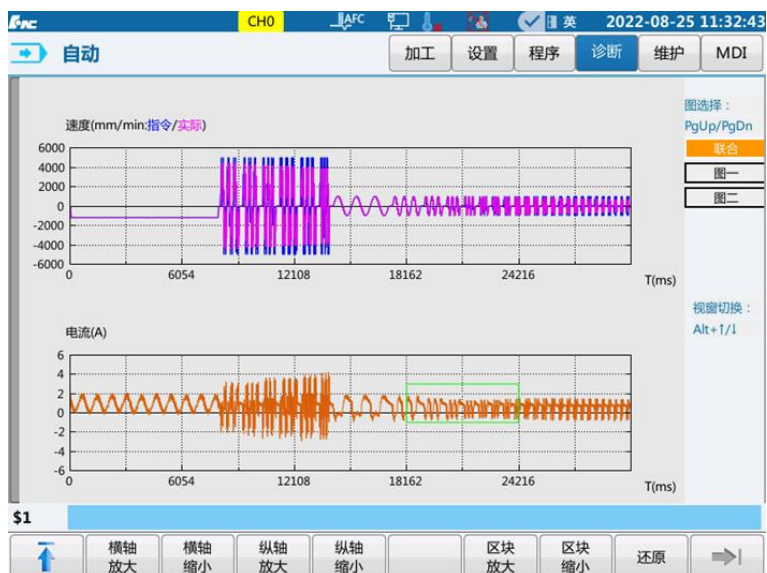 HNC CH0 AFC 英 2022-08-25 11:32:43
自动 加工 设置 程序 诊断 维护 MDI
速度(mm/min:指令/实际)
6000
4000
2000
0
-2000
-4000
-6000
0 6054 12108 18162 24216 T(ms)
电流(A)
6
4
2
0
-2
-4
-6
0 6054 12108 18162 24216 T(ms)
图选择：
PgUp/PgDn
联合
图一
图二
视窗切换：
Alt+↑/↓
$1
横轴
放大
横轴
缩小
纵轴
放大
纵轴
缩小
区块
放大
区块
缩小
还原